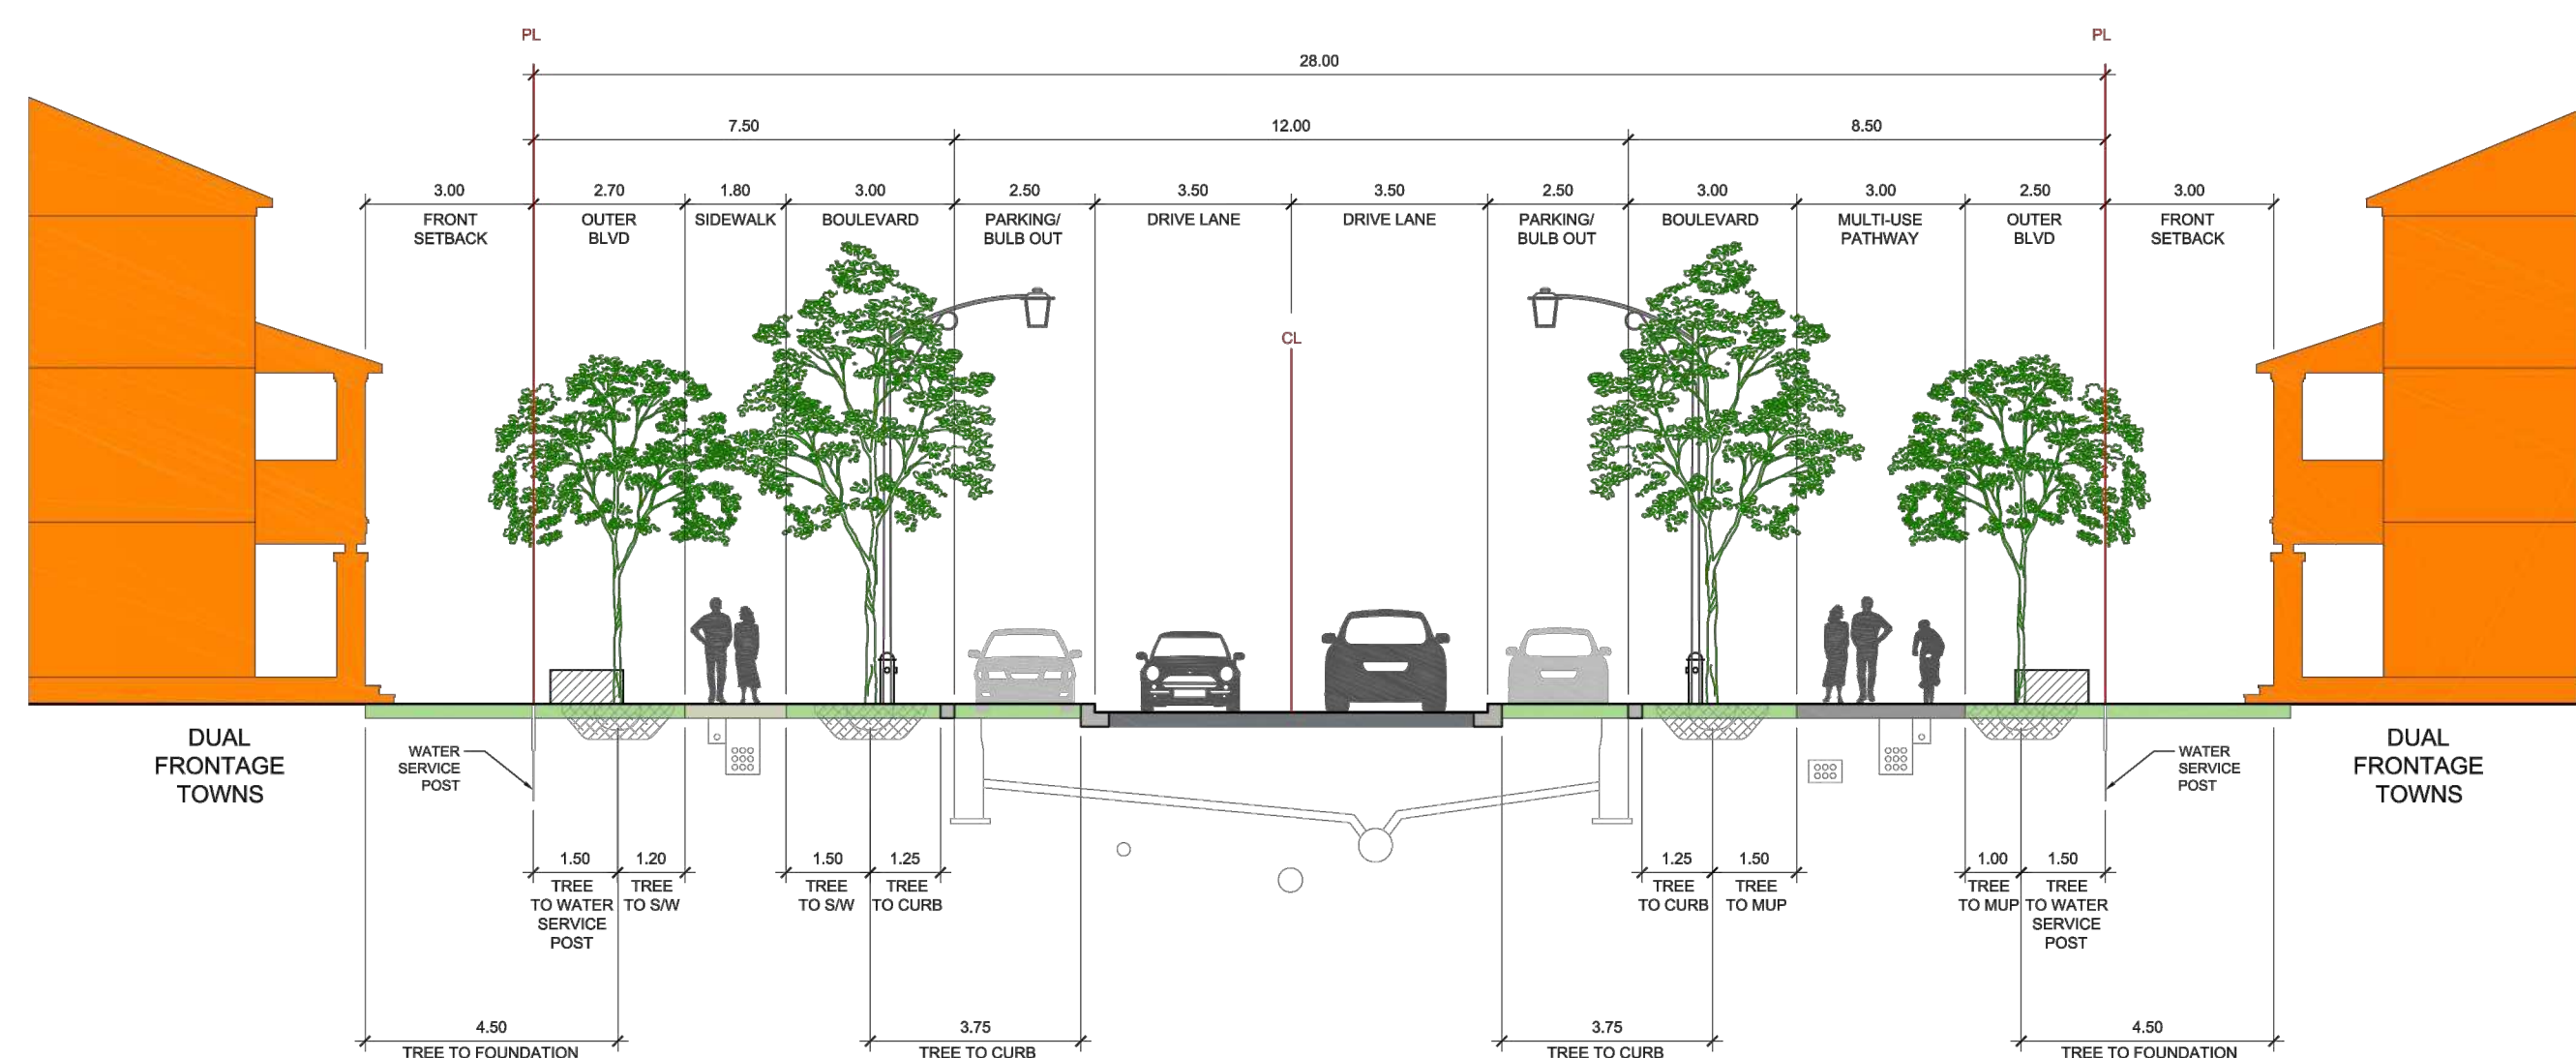 PL
PL
28.00
7.50
12.00
8.50
3.00
2.70
1.80
3.00
2.50
3.50
3.50
2.50
3.00
3.00
2.50
3.00
FRONT
SETBACK
OUTER
BLVD
SIDEWALK
BOULEVARD
PARKING/
BULB OUT
DRIVE LANE
DRIVE LANE
PARKING/
BULB OUT
BOULEVARD
MULTI-USE
PATHWAY
OUTER
BLVD
FRONT
SETBACK
CL
DUAL
FRONTAGE
TOWNS
WATER
SERVICE
POST
WATER
SERVICE
POST
DUAL
FRONTAGE
TOWNS
1.50
TREE
TO WATER
SERVICE
POST
1.20
TREE
TO S/W
1.50
TREE
TO S/W
1.25
TREE
TO CURB
1.25
TREE
TO CURB
1.50
TREE
TO MUP
1.00
TREE
TO MUP
1.50
TREE
TO WATER
SERVICE
POST
4.50
TREE TO FOUNDATION
3.75
TREE TO CURB
3.75
TREE TO CURB
4.50
TREE TO FOUNDATION